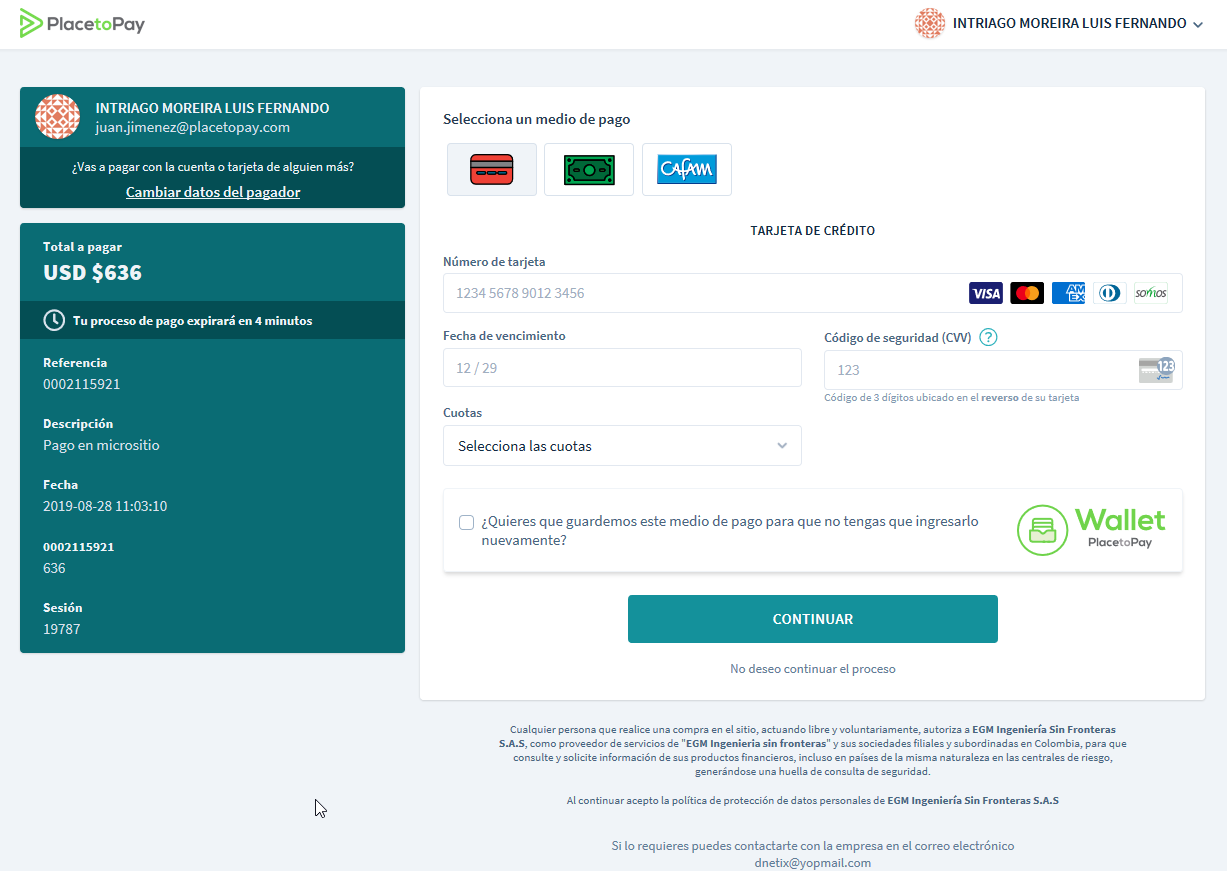 PlacetoPay
INTRIAGO MOREIRA LUIS FERNANDO
INTRIAGO MOREIRA LUIS FERNANDO
juan.jimenez@placetopay.com
¿Vas a pagar con la cuenta o tarjeta de alguien más?
Cambiar datos del pagador
Total a pagar
USD $636
Tu proceso de pago expirará en 4 minutos
Referencia
0002115921
Descripción
Pago en micrositio
Fecha
2019-08-28 11:03:10
0002115921
636
Sesión
19787
Selecciona un medio de pago
CAFAM
TARJETA DE CRÉDITO
Número de tarjeta
1234 5678 9012 3456
VISA
AM
EX
somos
Fecha de vencimiento
12 / 29
Código de seguridad (CVV) ?
123
123
Código de 3 dígitos ubicado en el reverso de su tarjeta
Cuotas
Selecciona las cuotas
¿Quieres que guardemos este medio de pago para que no tengas que ingresarlo
nuevamente?
Wallet
PlacetoPay
CONTINUAR
No deseo continuar el proceso
Cualquier persona que realice una compra en el sitio, actuando libre y voluntariamente, autoriza a EGM Ingeniería Sin Fronteras
S.A.S, como proveedor de servicios de "EGM Ingenieria sin fronteras" y sus sociedades filiales y subordinadas en Colombia, para que
consulte y solicite información de sus productos financieros, incluso en países de la misma naturaleza en las centrales de riesgo,
generándose una huella de consulta de seguridad.
Al continuar acepto la política de protección de datos personales de EGM Ingeniería Sin Fronteras S.A.S
Si lo requieres puedes contactarte con la empresa en el correo electrónico
dnetix@yopmail.com